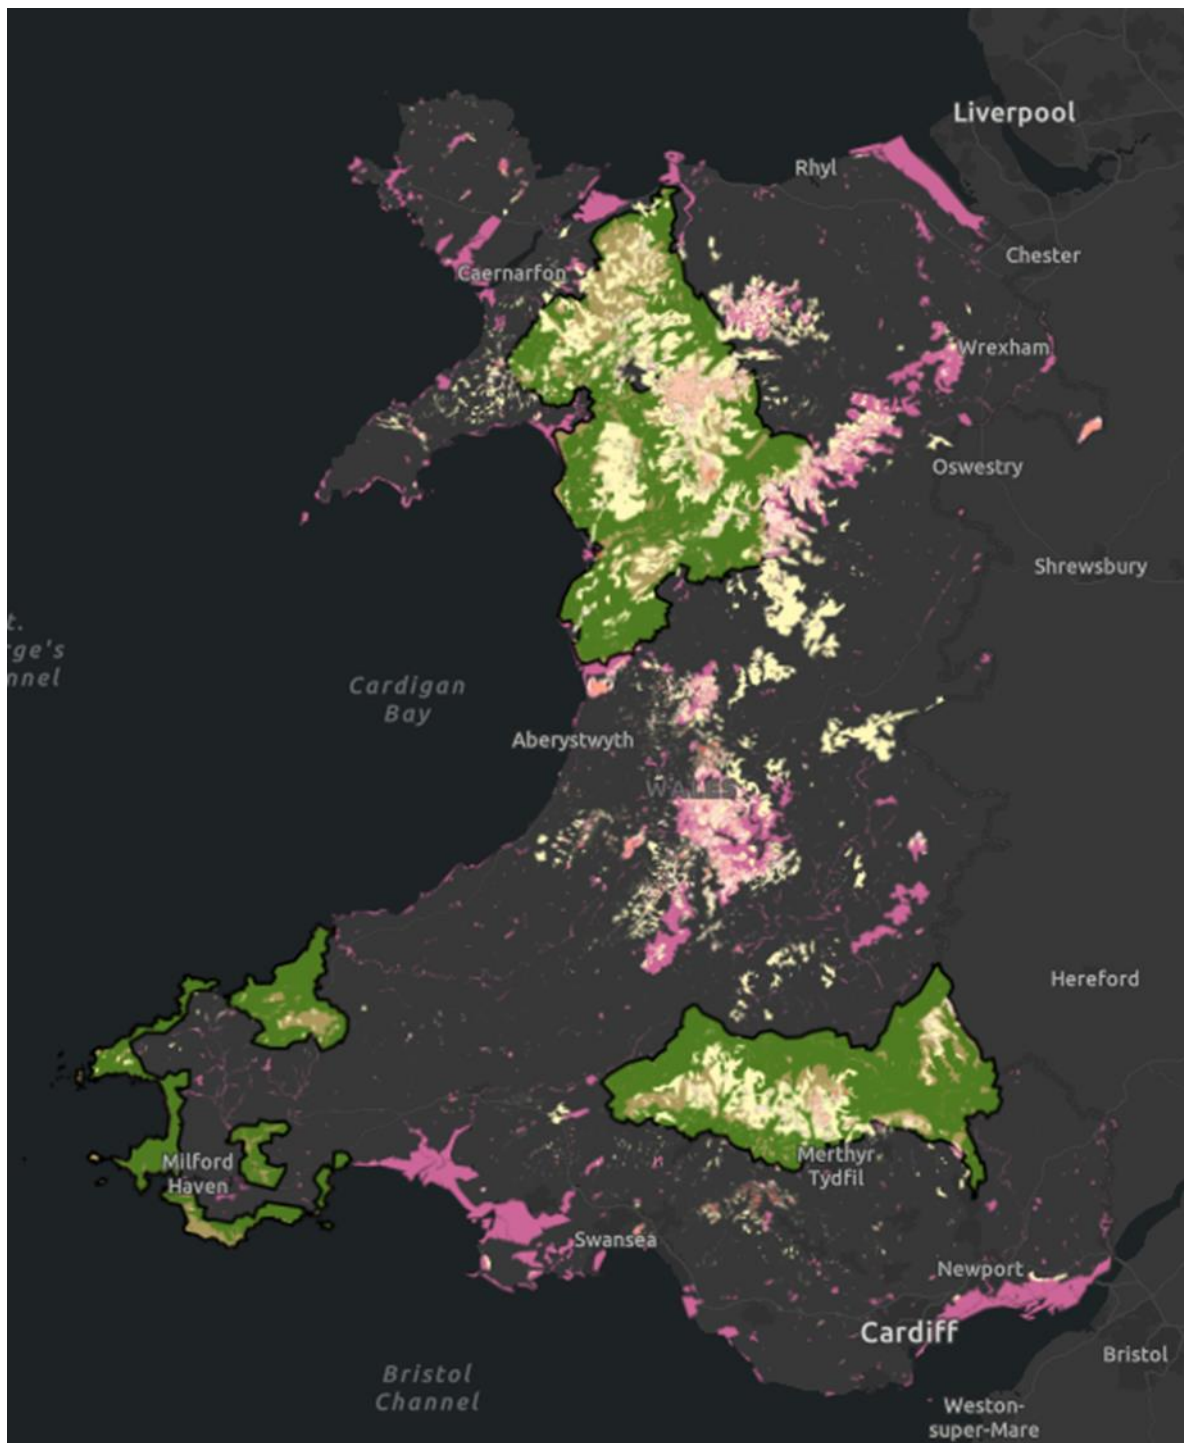 Liverpool
Rhyl
Chester
Caernarfon
Wrexham
Oswestry
Shrewsbury
t.
rge's
nnel
Cardigan
Bay
Aberystwyth
WALES
Hereford
Milford
Haven
Merthyr
Tydfil
Swansea
Newport
Cardiff
Bristol
Bristol
Channel
Weston-
super-Mare